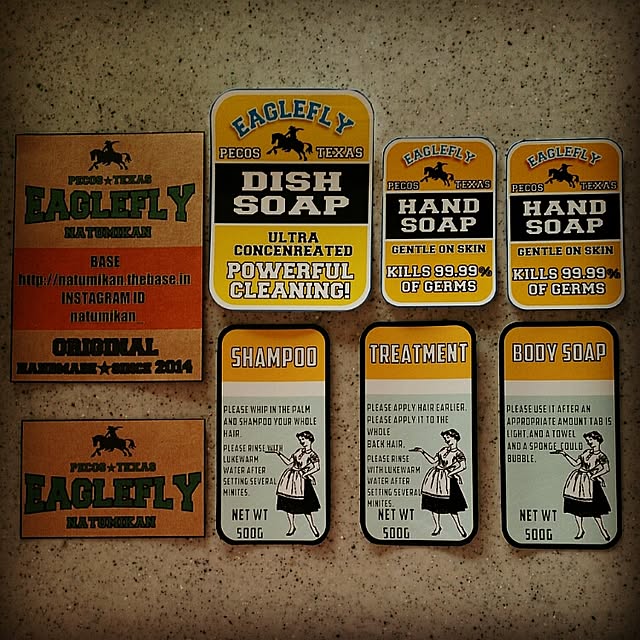 PECOS★TEXAS
EAGLEFLY
NATUMIKAN
BASE
http://natumikan.thebase.in
INSTAGRAM ID
natumikan_
ORIGINAL
HANDMADE★SINCE 2014
PECOS★TEXAS
EAGLEFLY
NATUMIKAN
EAGLEFLY
PECOS TEXAS
DISH
SOAP
ULTRA
CONCENREATED
POWERFUL
CLEANING!
EAGLEFLY
PECOS TEXAS
HAND
SOAP
GENTLE ON SKIN
KILLS 99.99%
OF GERMS
EAGLEFLY
PECOS TEXAS
HAND
SOAP
GENTLE ON SKIN
KILLS 99.99%
OF GERMS
SHAMPOO
PLEASE WHIP IN THE PALM
AND SHAMPOO YOUR WHOLE
HAIR.
PLEASE RINSE WITH
LUKEWARM
WATER AFTER
SETTING SEVERAL
MINITES.
NET WT
500G
TREATMENT
PLEASE APPLY HAIR EARLIER.
PLEASE APPLY IT TO THE
WHOLE
BACK HAIR.
PLEASE RINSE
WITH LUKEWARM
WATER AFTER
SETTING SEVERAL
MINITES.
NET WT
500G
BODY SOAP
PLEASE USE IT AFTER AN
APPROPRIATE AMOUNT TAB IS
LIGHT,AND A TOWEL
AND A SPONGE COULD
BUBBLE.
NET WT
500G